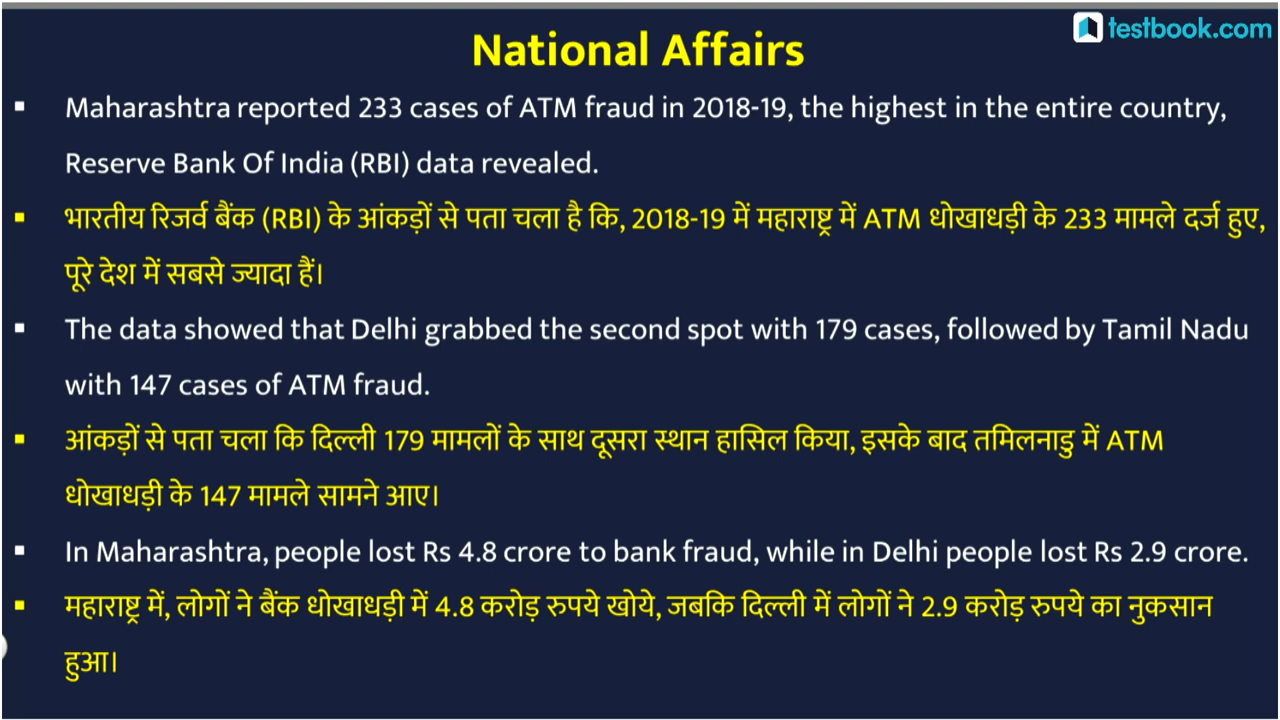 testbook.com
National Affairs
▪ Maharashtra reported 233 cases of ATM fraud in 2018-19, the highest in the entire country,
Reserve Bank Of India (RBI) data revealed.
▪ भारतीय रिजर्व बैंक (RBI) के आंकड़ों से पता चला है कि, 2018-19 में महाराष्ट्र में ATM धोखाधड़ी के 233 मामले दर्ज हुए,
पूरे देश में सबसे ज्यादा हैं।
▪ The data showed that Delhi grabbed the second spot with 179 cases, followed by Tamil Nadu
with 147 cases of ATM fraud.
▪ आंकड़ों से पता चला कि दिल्ली 179 मामलों के साथ दूसरा स्थान हासिल किया, इसके बाद तमिलनाडु में ATM
धोखाधड़ी के 147 मामले सामने आए।
▪ In Maharashtra, people lost Rs 4.8 crore to bank fraud, while in Delhi people lost Rs 2.9 crore.
▪ महाराष्ट्र में, लोगों ने बैंक धोखाधड़ी में 4.8 करोड़ रुपये खोये, जबकि दिल्ली में लोगों ने 2.9 करोड़ रुपये का नुकसान
हुआ।